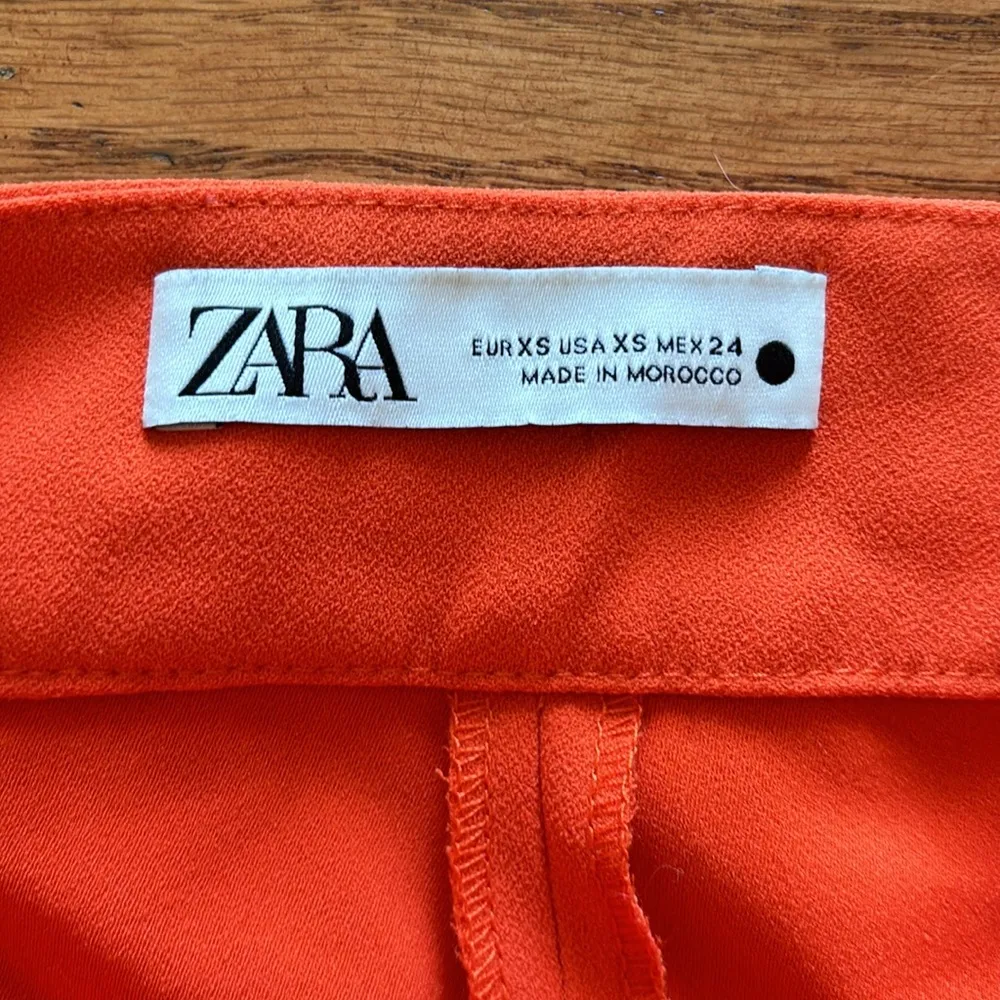 ZARA
EUR XS USA XS MEX 24
MADE IN MOROCCO